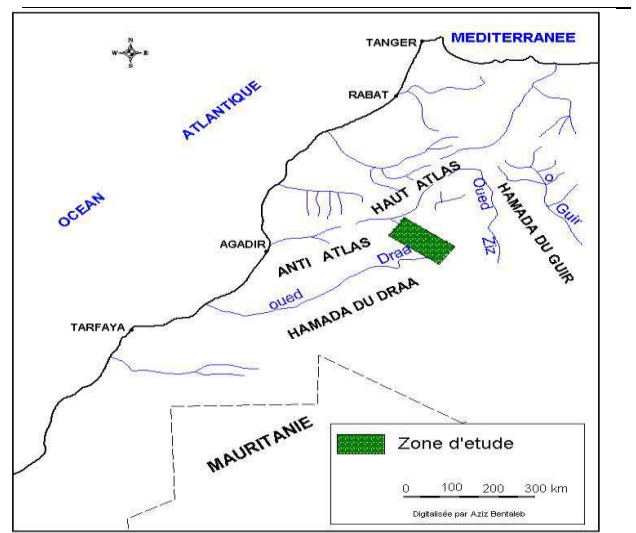 MEDITERRANEE
TANGER
RABAT
ATLANTIQUE
OCEAN
N
W E
S
HAUT ATLAS
Oued
Ziz
O.
Guir
HAMADA DU GUIR
AGADIR
ANTI ATLAS
oued
Draa
HAMADA DU DRAA
TARFAYA
MAURITANIE
Zone d'etude
0 100 200 300 km
Digitalisée par Aziz Bentaleb